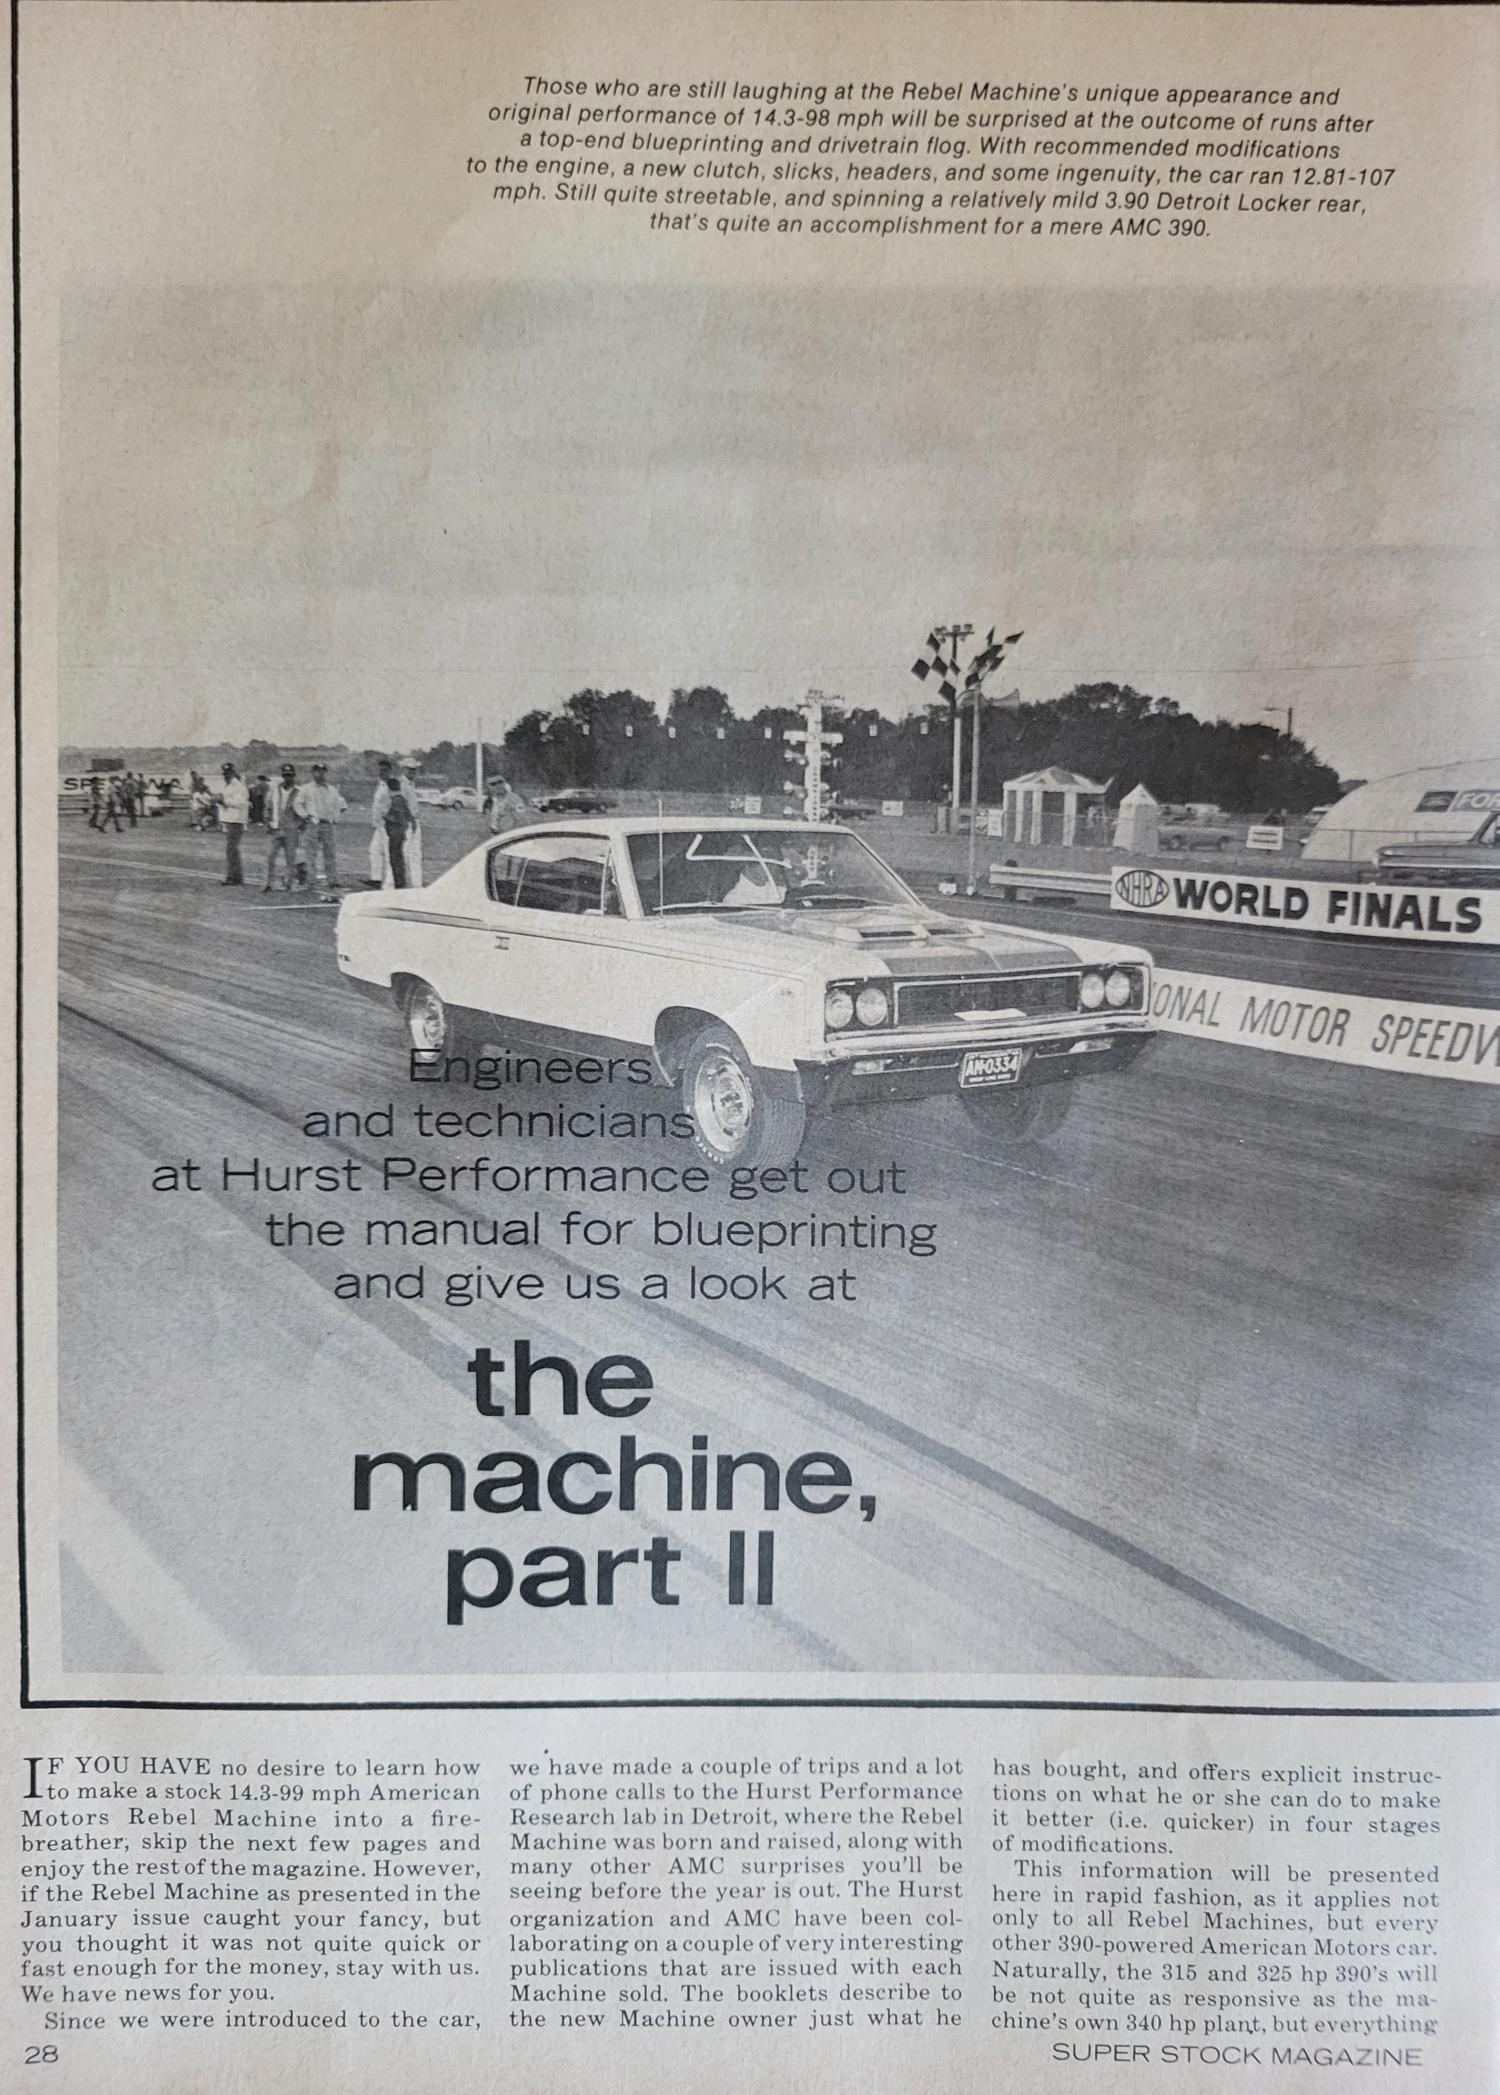 Those who are still laughing at the Rebel Machine's unique appearance and
original performance of 14.3-98 mph will be surprised at the outcome of runs after
a top-end blueprinting and drivetrain flog. With recommended modifications
to the engine, a new clutch, slicks, headers, and some ingenuity, the car ran 12.81-107
mph. Still quite streetable, and spinning a relatively mild 3.90 Detroit Locker rear,
that's quite an accomplishment for a mere AMC 390.
FOR
NHRA WORLD FINALS
IONAL MOTOR SPEEDW
AN-0334
Engineers
and technicians
at Hurst Performance get out
the manual for blueprinting
and give us a look at
the
machine,
part II
IF YOU HAVE no desire to learn how
to make a stock 14.3-99 mph American
Motors Rebel Machine into a fire-
breather, skip the next few pages and
enjoy the rest of the magazine. However,
if the Rebel Machine as presented in the
January issue caught your fancy, but
you thought it was not quite quick or
fast enough for the money, stay with us.
We have news for you.
Since we were introduced to the car,
we have made a couple of trips and a lot
of phone calls to the Hurst Performance
Research lab in Detroit, where the Rebel
Machine was born and raised, along with
many other AMC surprises you'll be
seeing before the year is out. The Hurst
organization and AMC have been col-
laborating on a couple of very interesting
publications that are issued with each
Machine sold. The booklets describe to
the new Machine owner just what he
has bought, and offers explicit instruc-
tions on what he or she can do to make
it better (i.e. quicker) in four stages
of modifications.
This information will be presented
here in rapid fashion, as it applies not
only to all Rebel Machines, but every
other 390-powered American Motors car.
Naturally, the 315 and 325 hp 390's will
be not quite as responsive as the ma-
chine's own 340 hp plant, but everything
28
SUPER STOCK MAGAZINE